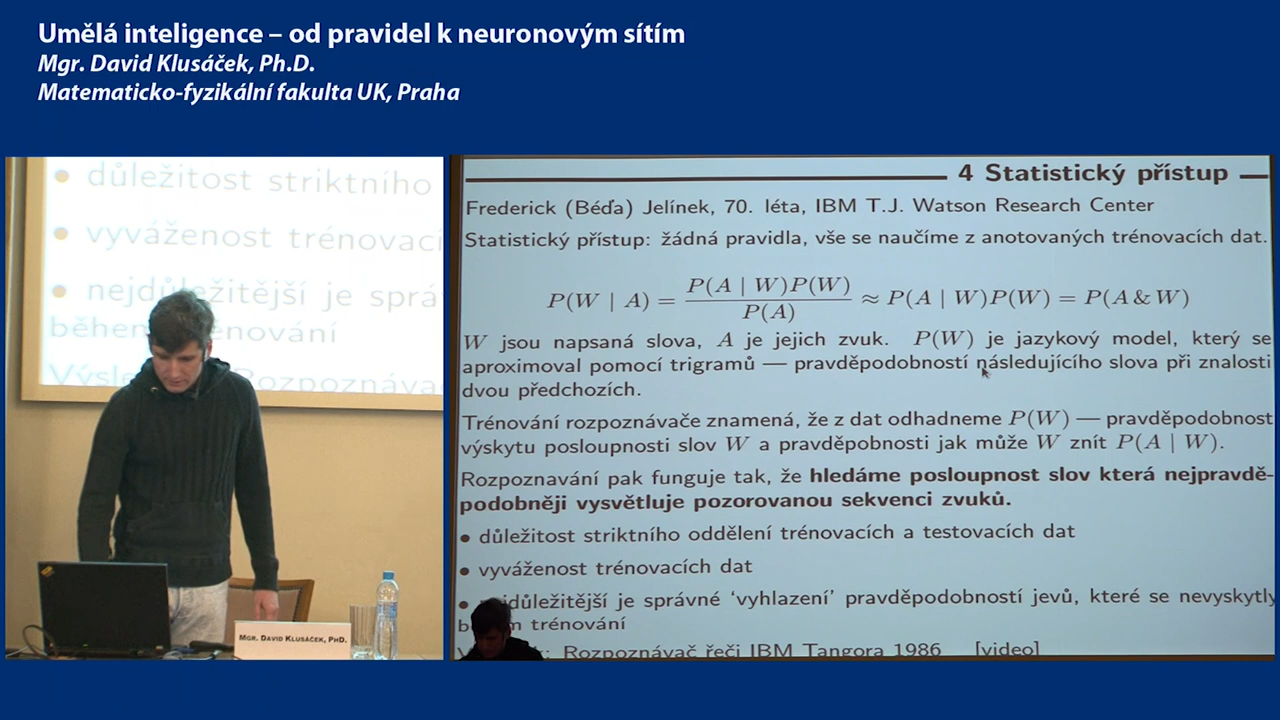 Umělá inteligence – od pravidel k neuronovým sítím
Mgr. David Klusáček, Ph.D.
Matematicko-fyzikální fakulta UK, Praha
důležitost striktního
vyváženost trénovací
nejdůležitější je sprá
během trénování
MGR. DAVID KLUSÁČEK, PHD.
4 Statistický přístup
Frederick (Béďa) Jelínek, 70. léta, IBM T.J. Watson Research Center
Statistický přístup: žádná pravidla, vše se naučíme z anotovaných trénovacích dat.
P(W | A) = P(A | W)P(W) / P(A) ≈ P(A | W)P(W) = P(A & W)
W jsou napsaná slova, A je jejich zvuk. P(W) je jazykový model, který se
aproximoval pomocí trigramů — pravděpodobností následujícího slova při znalosti
dvou předchozích.
Trénování rozpoznávače znamená, že z dat odhadneme P(W) — pravděpodobnost
výskytu posloupnosti slov W a pravděpobnosti jak může W znít P(A | W).
Rozpoznavání pak funguje tak, že hledáme posloupnost slov která nejpravdě-
podobněji vysvětluje pozorovanou sekvenci zvuků.
• důležitost striktního oddělení trénovacích a testovacích dat
• vyváženost trénovacích dat
• nejdůležitější je správné ‘vyhlazení’ pravděpodobností jevů, které se nevyskytly
během trénování
Rozpoznávač řeči IBM Tangora 1986 [video]